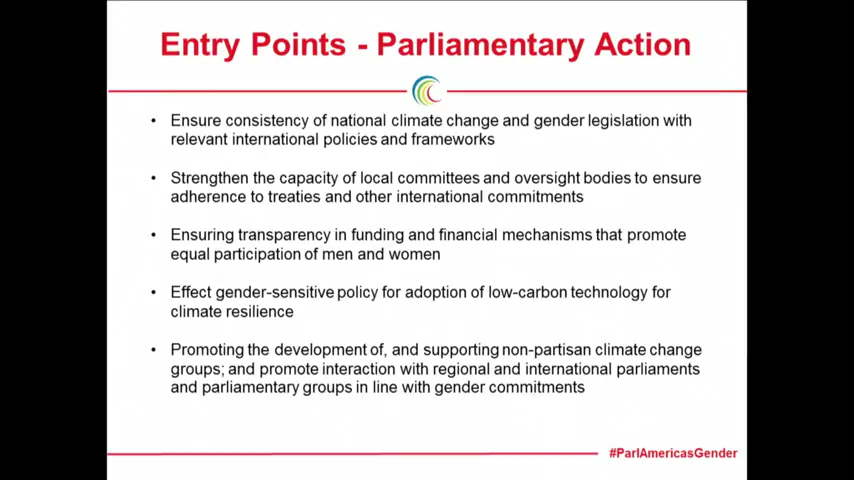 Entry Points - Parliamentary Action
• Ensure consistency of national climate change and gender legislation with
relevant international policies and frameworks
• Strengthen the capacity of local committees and oversight bodies to ensure
adherence to treaties and other international commitments
• Ensuring transparency in funding and financial mechanisms that promote
equal participation of men and women
• Effect gender-sensitive policy for adoption of low-carbon technology for
climate resilience
• Promoting the development of, and supporting non-partisan climate change
groups; and promote interaction with regional and international parliaments
and parliamentary groups in line with gender commitments
#ParlAmericasGender